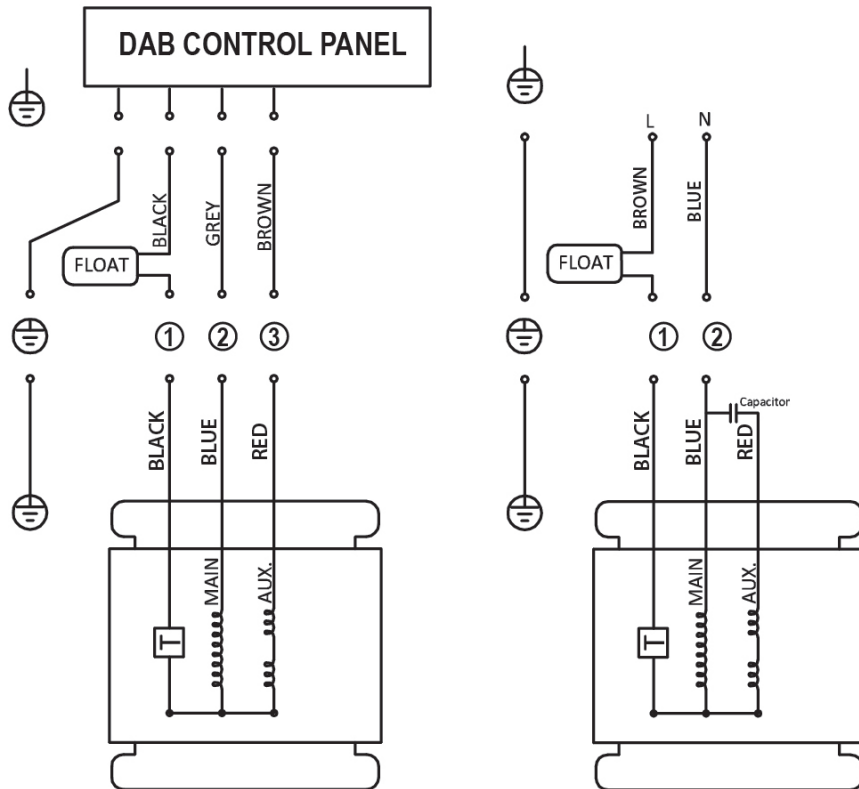 DAB CONTROL PANEL
L N
BLACK
GREY
BROWN
BROWN
BLUE
FLOAT
FLOAT
1 2 3
1 2
Capacitor
BLACK
BLUE
RED
BLACK
BLUE
RED
MAIN
AUX.
MAIN
AUX.
T
T